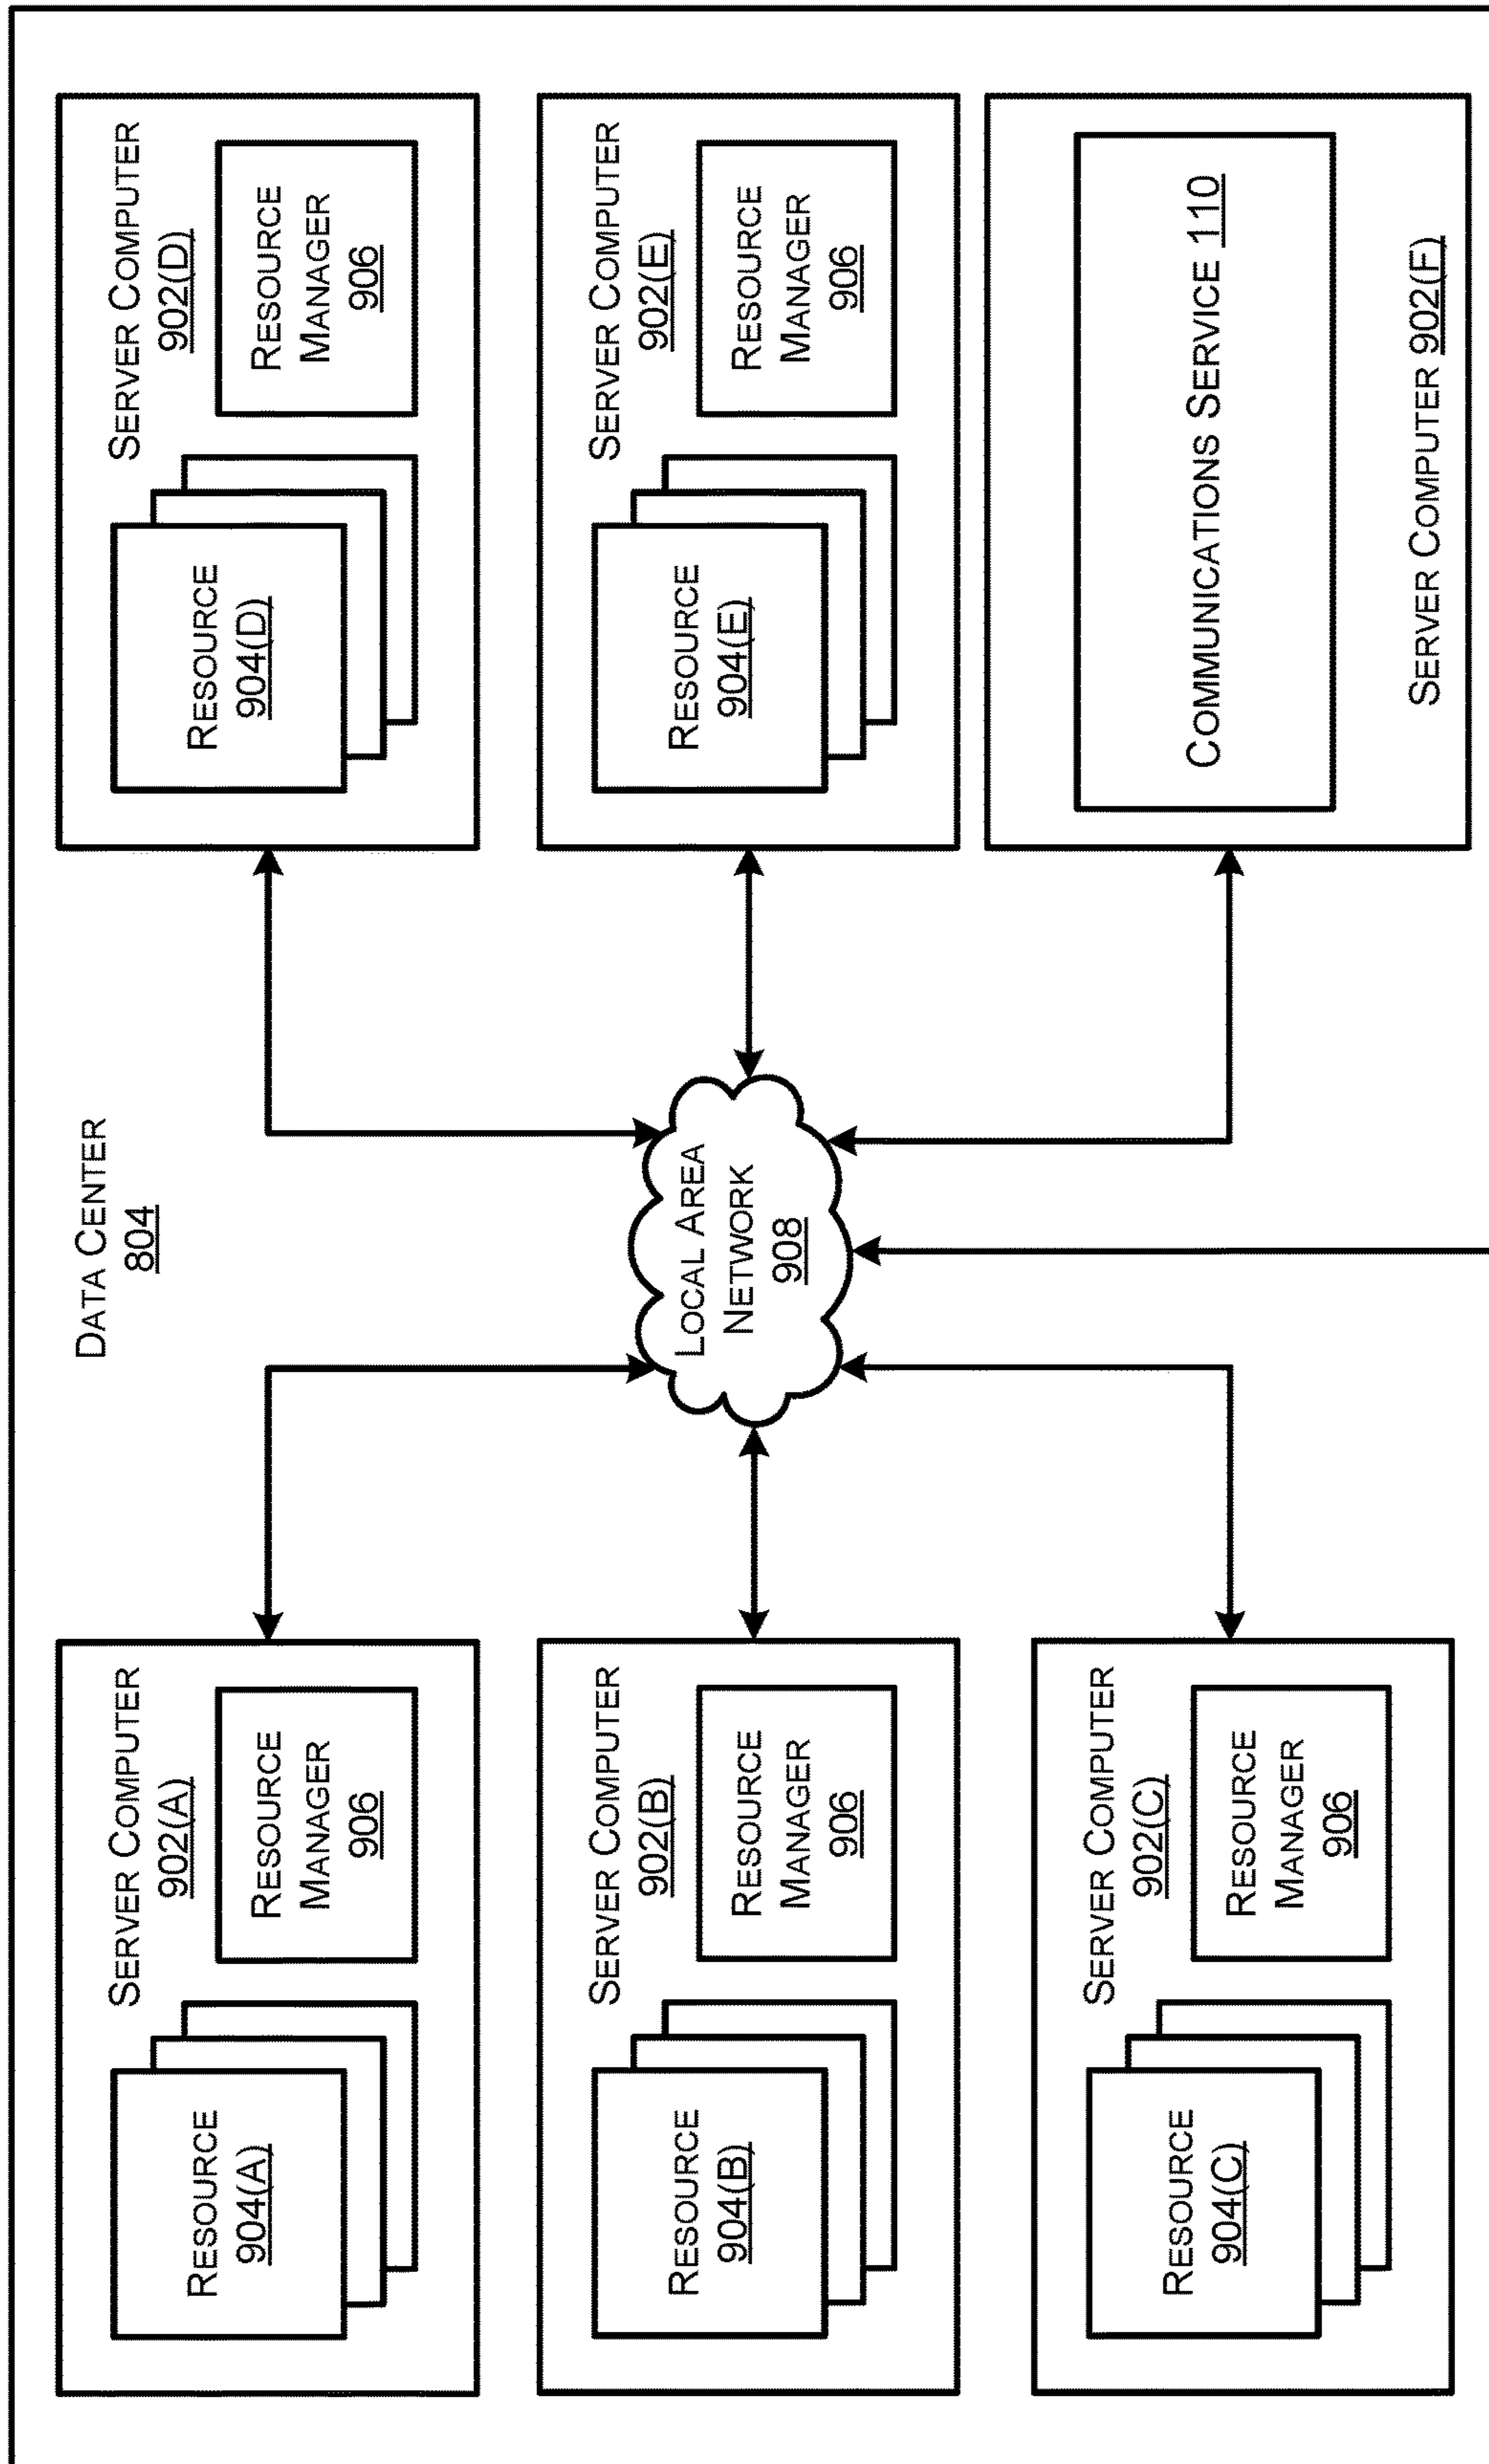 DATA CENTER
804
SERVER COMPUTER
902(A)
RESOURCE
904(A)
RESOURCE
MANAGER
906
SERVER COMPUTER
902(B)
RESOURCE
904(B)
RESOURCE
MANAGER
906
SERVER COMPUTER
902(C)
RESOURCE
904(C)
RESOURCE
MANAGER
906
LOCAL AREA
NETWORK
908
SERVER COMPUTER
902(D)
RESOURCE
904(D)
RESOURCE
MANAGER
906
SERVER COMPUTER
902(E)
RESOURCE
904(E)
RESOURCE
MANAGER
906
COMMUNICATIONS SERVICE 110
SERVER COMPUTER 902(F)